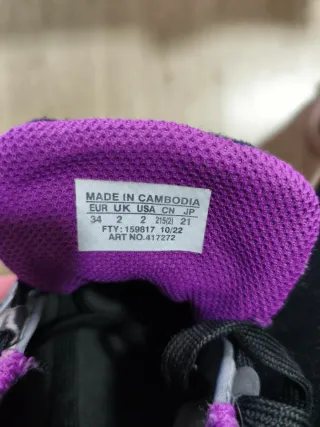 MADE IN CAMBODIA
EUR UK USA CN JP
34 2 2 215(2) 21
FTY: 159817 10/22
ART NO.417272